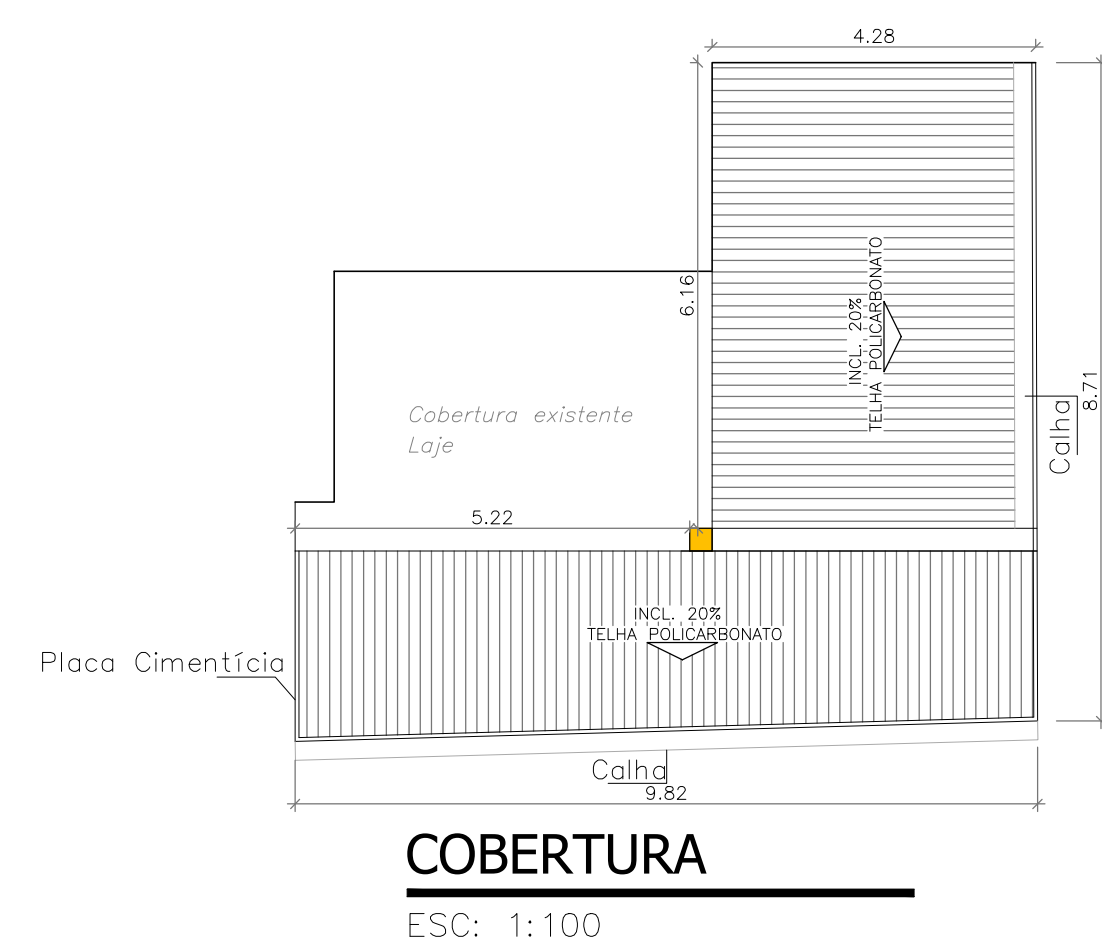 4.28
6.16
INCL. 20%
TELHA POLICARBONATO
8.71
Calha
Cobertura existente
Laje
5.22
INCL. 20%
TELHA POLICARBONATO
Placa Cimentícia
Calha
9.82
COBERTURA
ESC: 1:100